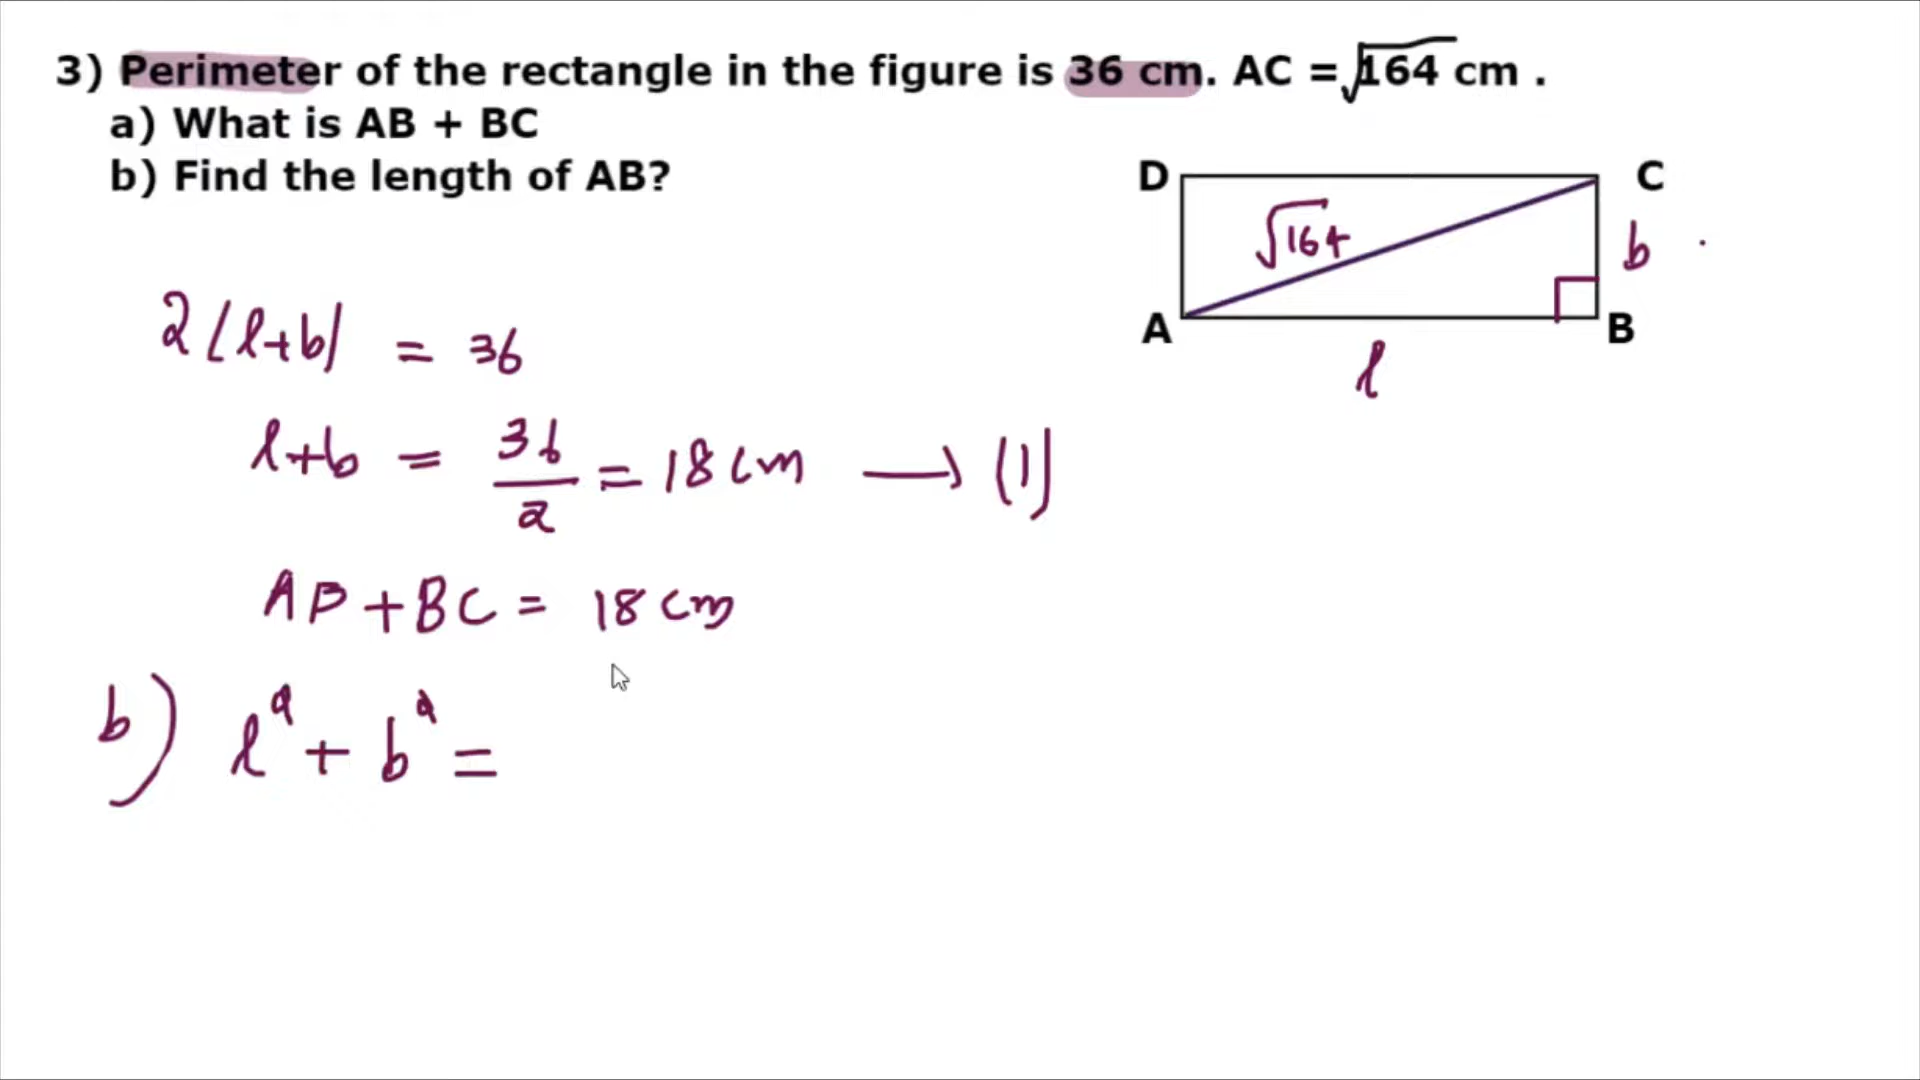 3) Perimeter of the rectangle in the figure is 36 cm. AC = √164 cm .
a) What is AB + BC
b) Find the length of AB?
D C
√164 b
A B
l
2(l+b) = 36
l+b = 36/2 = 18 cm → (1)
AB + BC = 18 cm
b) l² + b² =